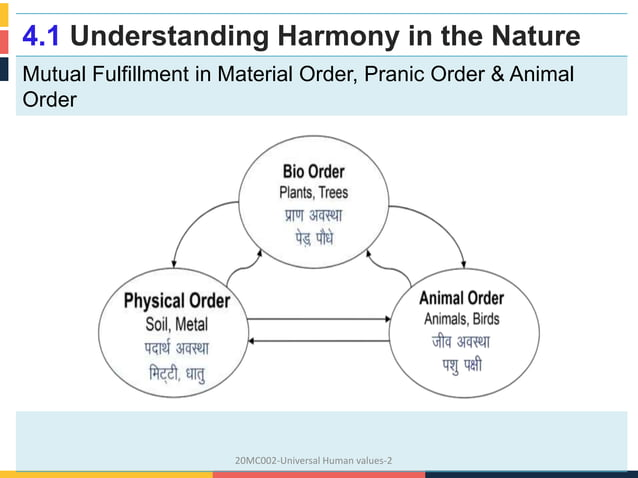 4.1 Understanding Harmony in the Nature
Mutual Fulfillment in Material Order, Pranic Order & Animal
Order
Bio Order
Plants, Trees
प्राण अवस्था
पेड़ पौधे
Physical Order
Soil, Metal
पदार्थ अवस्था
मिट्टी, धातु
Animal Order
Animals, Birds
जीव अवस्था
पशु पक्षी
20MC002-Universal Human values-2